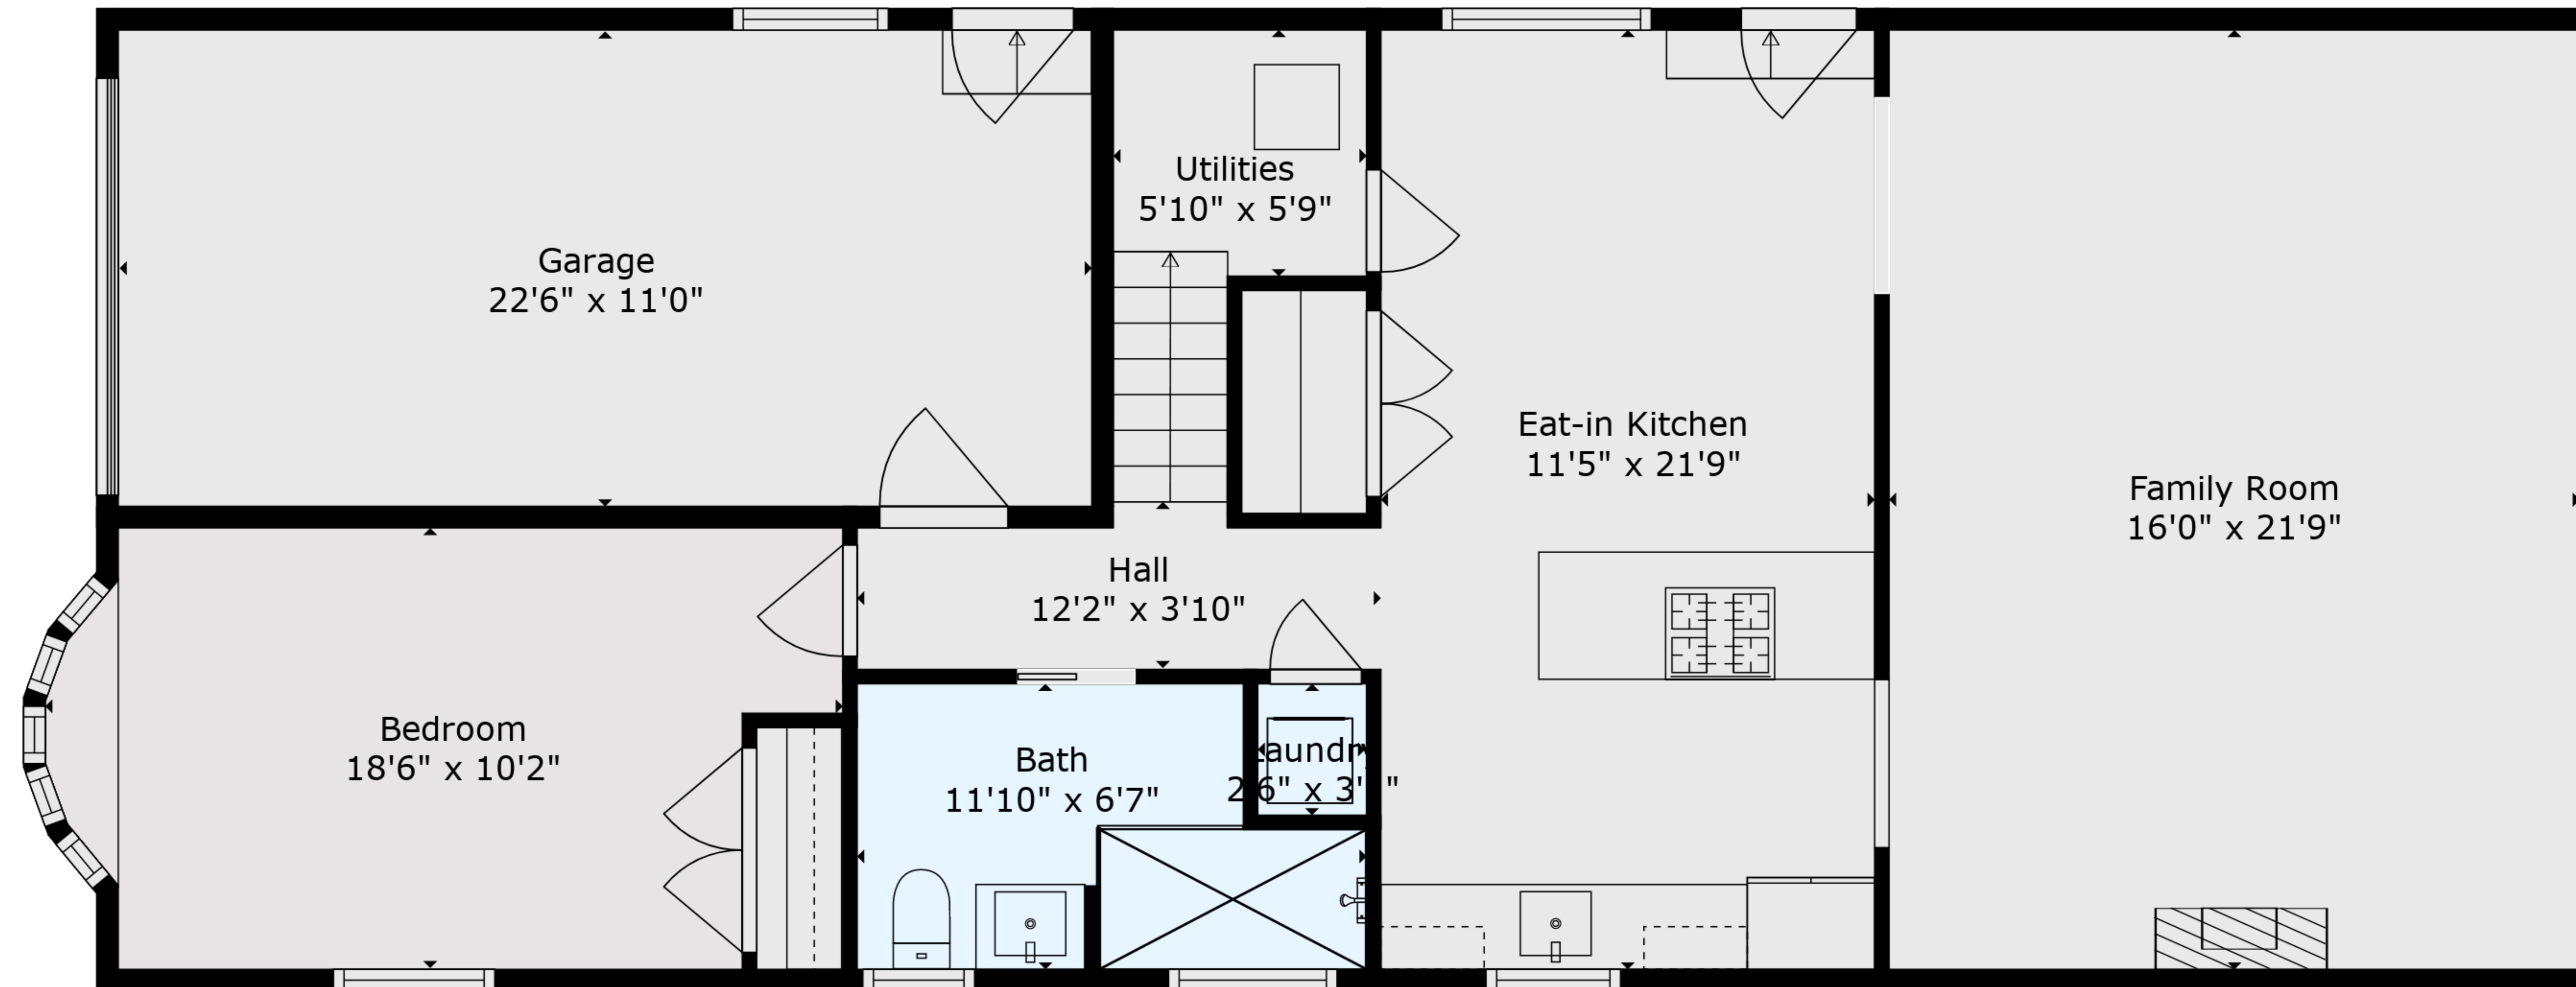 Utilities
5'10" x 5'9"
Garage
22'6" x 11'0"
Eat-in Kitchen
11'5" x 21'9"
Family Room
16'0" x 21'9"
Hall
12'2" x 3'10"
Bedroom
18'6" x 10'2"
Bath
11'10" x 6'7"
Laundry